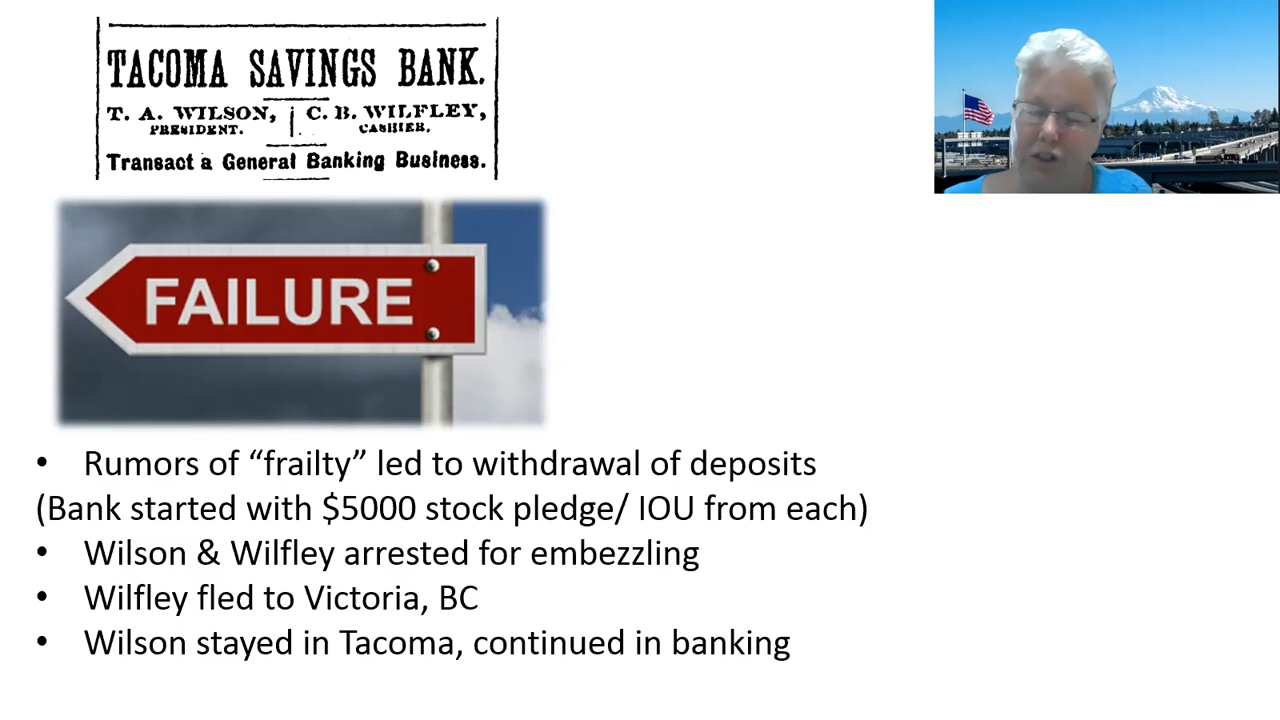 TACOMA SAVINGS BANK.
T. A. WILSON, C. B. WILFLEY,
PRESIDENT. CASHIER.
Transact a General Banking Business.
FAILURE
• Rumors of “frailty” led to withdrawal of deposits
(Bank started with $5000 stock pledge/ IOU from each)
• Wilson & Wilfley arrested for embezzling
• Wilfley fled to Victoria, BC
• Wilson stayed in Tacoma, continued in banking